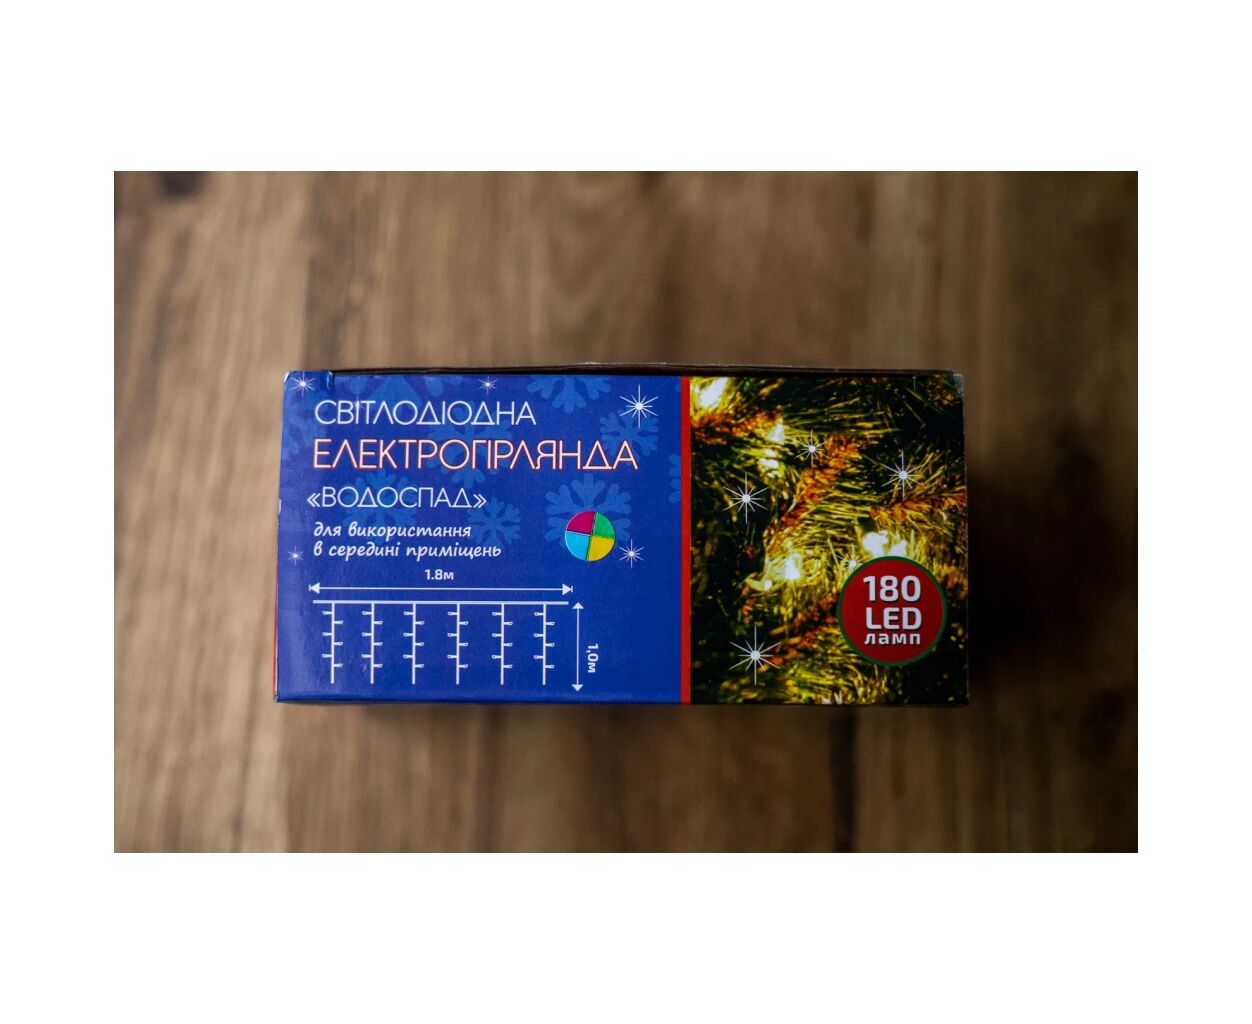 СВІТЛОДІОДНА
ЕЛЕКТРОГІРЛЯНДА
«ВОДОСПАД»
для використання
в середині приміщень
1.8м
1,0м
180
LED
ламп